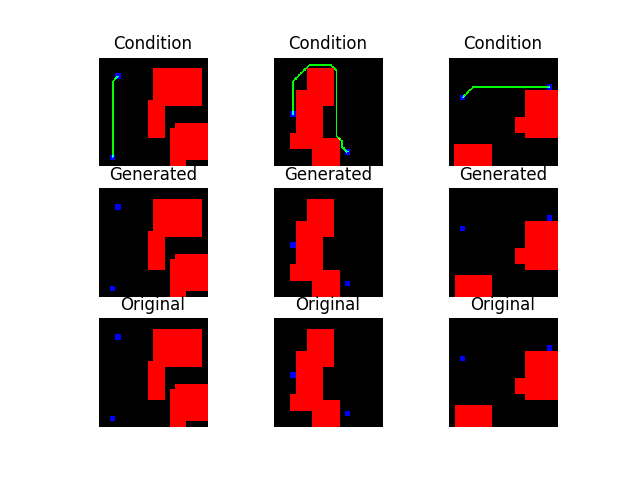 Condition Condition Condition
Generated Generated Generated
Original Original Original